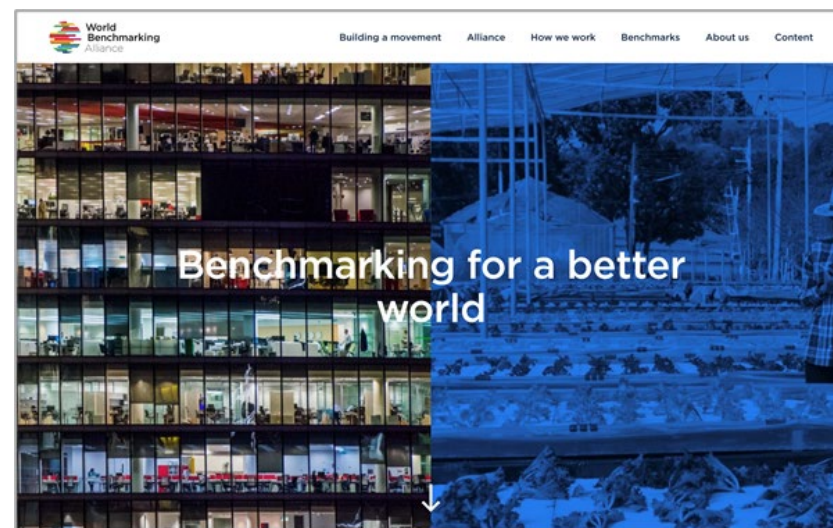 World
Benchmarking
Alliance
Building a movement Alliance How we work Benchmarks About us Content
Benchmarking for a better
world